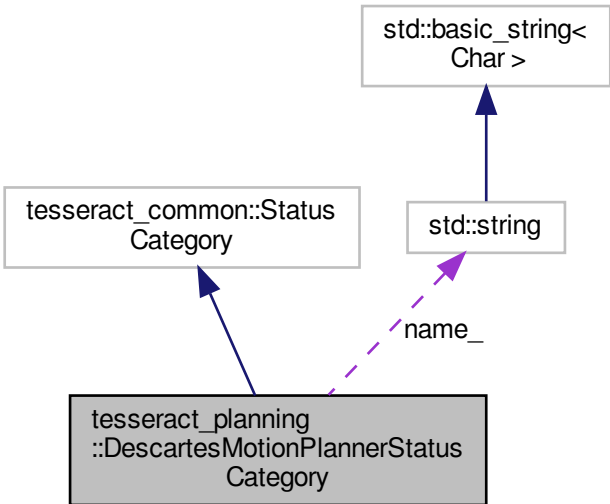 std::basic_string<
Char >
tesseract_common::Status
Category
std::string
name_
tesseract_planning
::DescartesMotionPlannerStatus
Category